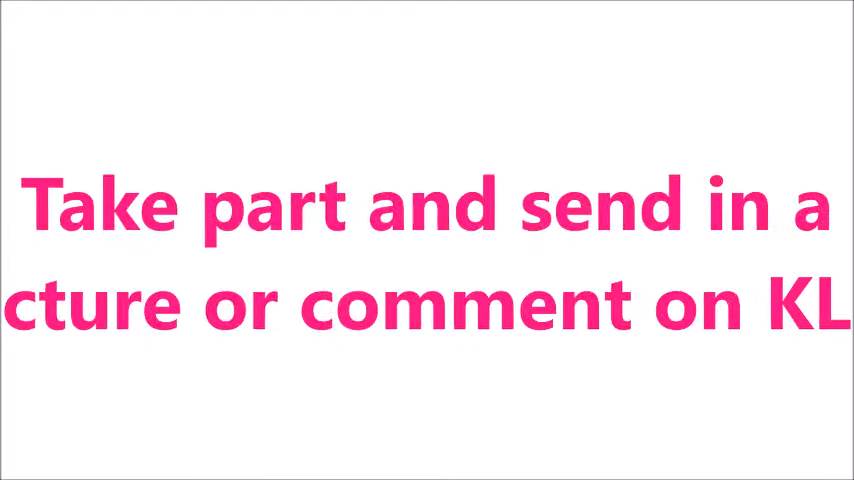 Take part and send in a
cture or comment on KL